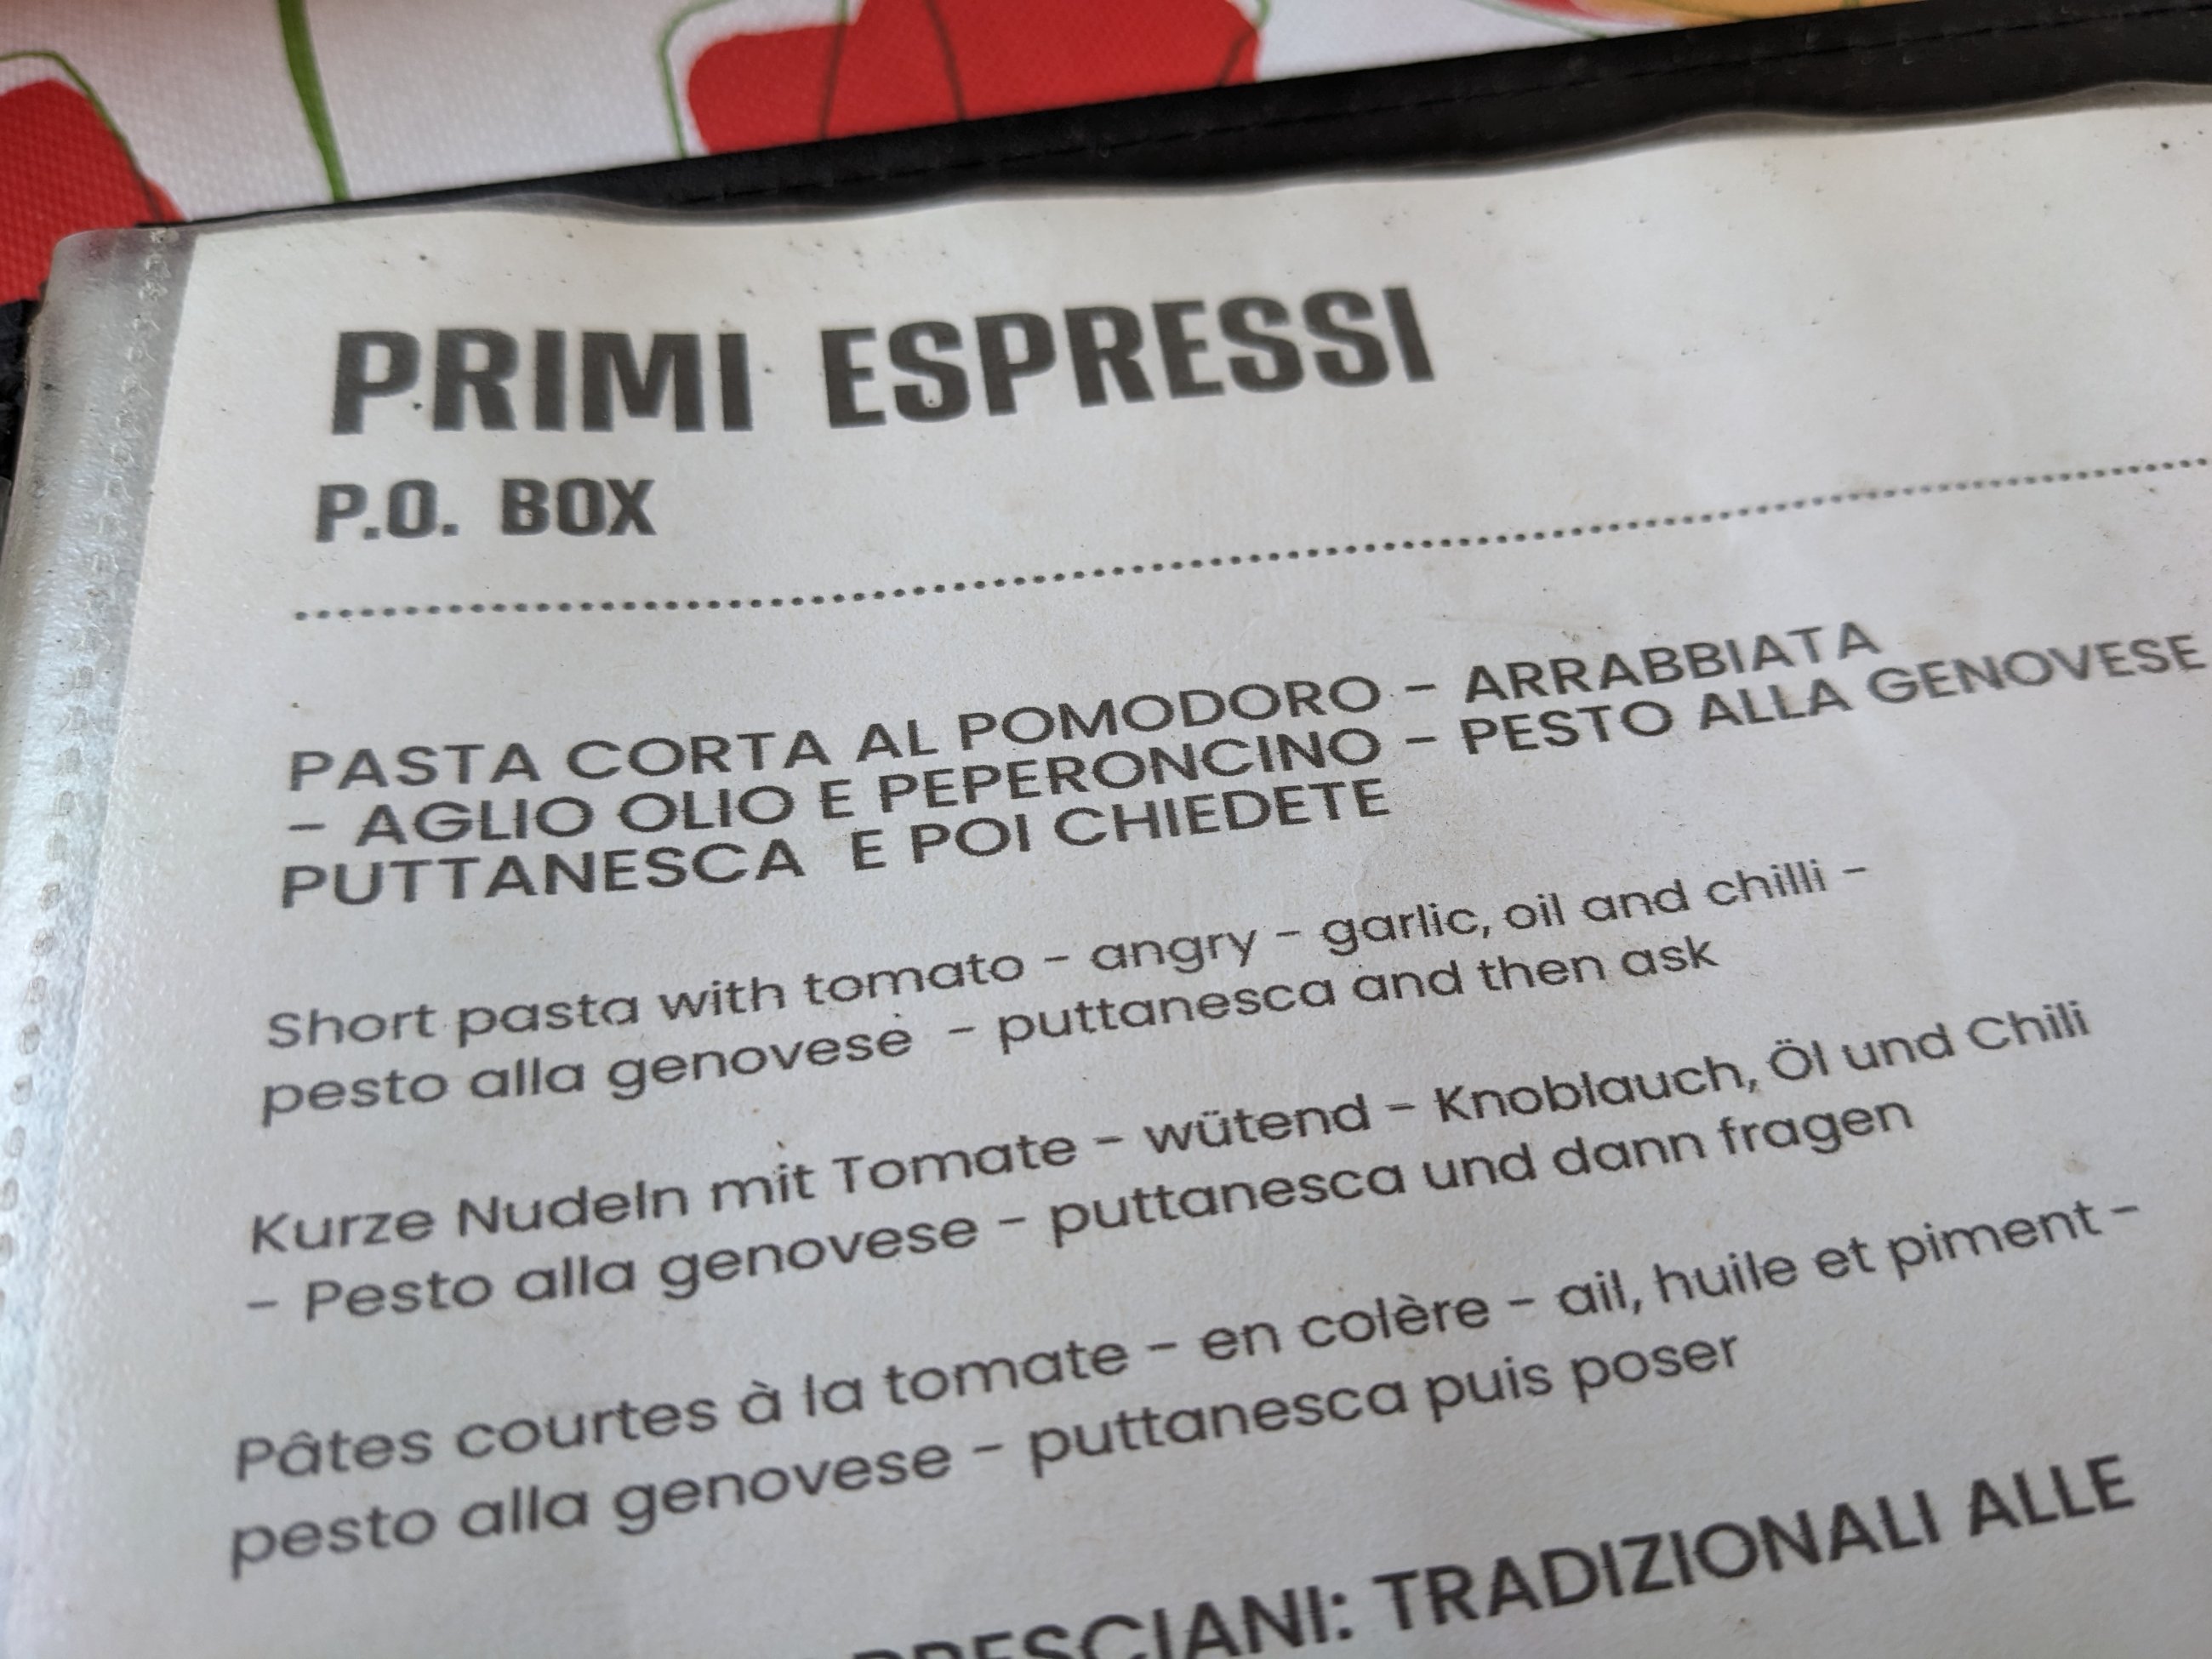 PRIMI ESPRESSI
P.O. BOX
PASTA CORTA AL POMODORO - ARRABBIATA
- AGLIO OLIO E PEPERONCINO - PESTO ALLA GENOVESE
PUTTANESCA E POI CHIEDETE
Short pasta with tomato - angry - garlic, oil and chilli -
pesto alla genovese - puttanesca and then ask
Kurze Nudeln mit Tomate - wütend - Knoblauch, Öl und Chili
- Pesto alla genovese - puttanesca und dann fragen
Pâtes courtes à la tomate - en colère - ail, huile et piment -
pesto alla genovese - puttanesca puis poser
BRESCIANI: TRADIZIONALI ALLE